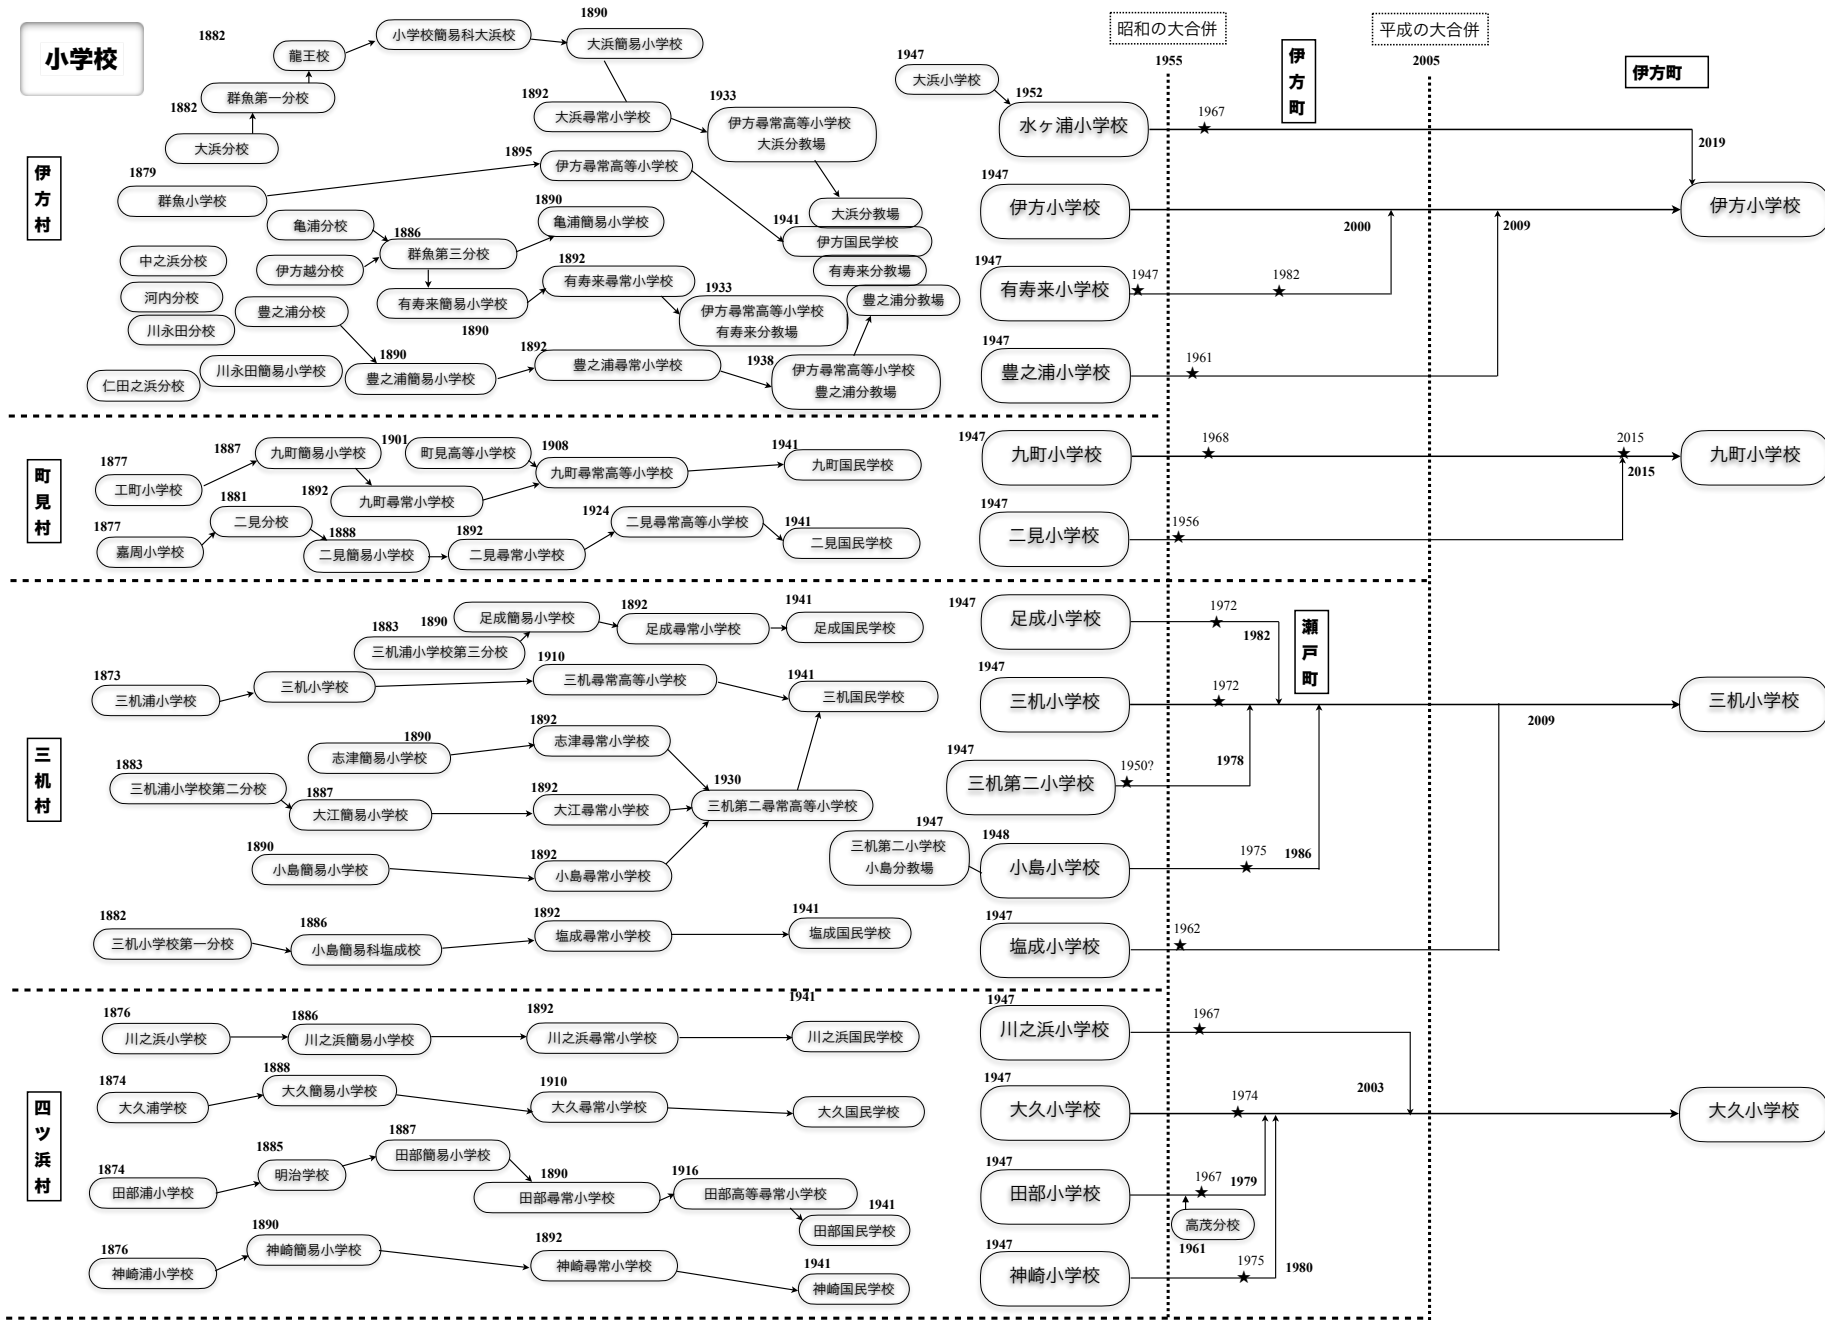 小学校
昭和の大合併
平成の大合併
1955
2005
伊方町
伊方町
伊方村
1882
龍王校
小学校簡易科大浜校
1890
大浜簡易小学校
群魚第一分校
1882
大浜分校
1892
大浜尋常小学校
1933
伊方尋常高等小学校
大浜分教場
1947
大浜小学校
1952
水ヶ浦小学校
1967
2019
1879
群魚小学校
1895
伊方尋常高等小学校
大浜分教場
1941
伊方国民学校
有寿来分教場
豊之浦分教場
1947
伊方小学校
2000
2009
伊方小学校
亀浦分校
1886
群魚第三分校
1890
亀浦簡易小学校
中之浜分校
伊方越分校
河内分校
川永田分校
有寿来簡易小学校
1890
1892
有寿来尋常小学校
1933
伊方尋常高等小学校
有寿来分教場
1947
有寿来小学校
1947
1982
豊之浦分校
川永田簡易小学校
仁田之浜分校
1890
豊之浦簡易小学校
1892
豊之浦尋常小学校
1938
伊方尋常高等小学校
豊之浦分教場
1947
豊之浦小学校
1961
町見村
1877
工町小学校
1887
九町簡易小学校
1892
九町尋常小学校
1901
町見高等小学校
1908
九町尋常高等小学校
1941
九町国民学校
1947
九町小学校
1968
2015
2015
九町小学校
1877
嘉周小学校
1881
二見分校
1888
二見簡易小学校
1892
二見尋常小学校
1924
二見尋常高等小学校
1941
二見国民学校
1947
二見小学校
1956
三机村
瀬戸町
1883
三机浦小学校第三分校
1890
足成簡易小学校
1892
足成尋常小学校
1941
足成国民学校
1947
足成小学校
1972
1982
1873
三机浦小学校
三机小学校
1910
三机尋常高等小学校
1941
三机国民学校
1947
三机小学校
1972
2009
三机小学校
1890
志津簡易小学校
1892
志津尋常小学校
1883
三机浦小学校第二分校
1887
大江簡易小学校
1892
大江尋常小学校
1930
三机第二尋常高等小学校
1947
三机第二小学校
1950?
1978
1890
小島簡易小学校
1892
小島尋常小学校
1947
三机第二小学校
小島分教場
1948
小島小学校
1975
1986
1882
三机小学校第一分校
1886
小島簡易科塩成校
1892
塩成尋常小学校
1941
塩成国民学校
1947
塩成小学校
1962
四ツ浜村
1876
川之浜小学校
1886
川之浜簡易小学校
1892
川之浜尋常小学校
1941
川之浜国民学校
1947
川之浜小学校
1967
2003
1874
大久浦学校
1888
大久簡易小学校
1910
大久尋常小学校
大久国民学校
1947
大久小学校
1974
大久小学校
1874
田部浦小学校
1885
明治学校
1887
田部簡易小学校
1890
田部尋常小学校
1916
田部高等尋常小学校
1941
田部国民学校
1947
田部小学校
1967
1979
高茂分校
1961
1876
神崎浦小学校
1890
神崎簡易小学校
1892
神崎尋常小学校
1941
神崎国民学校
1947
神崎小学校
1975
1980